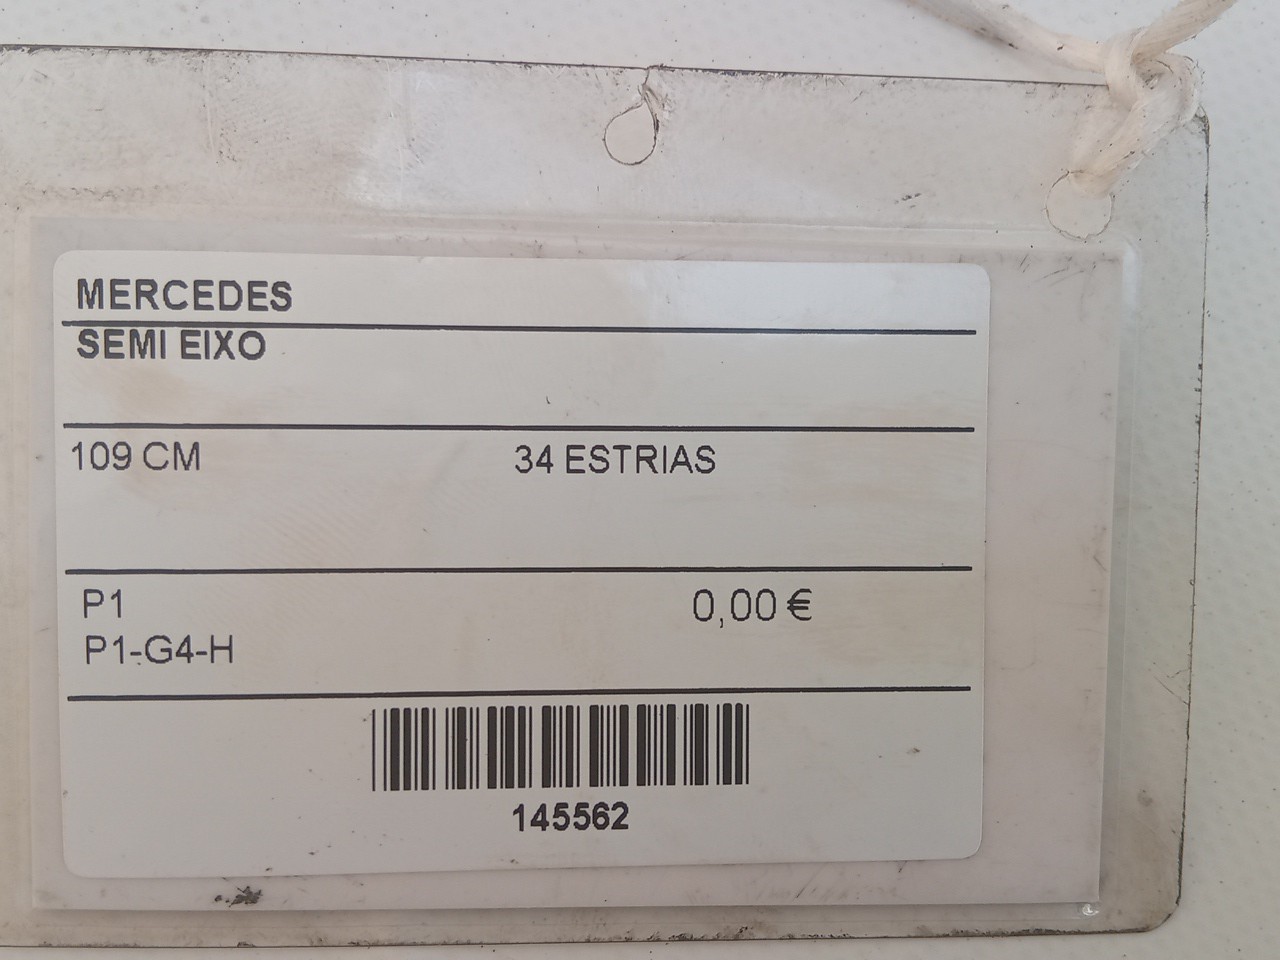 MERCEDES
SEMI EIXO
109 CM 34 ESTRIAS
P1 0,00 €
P1-G4-H
145562